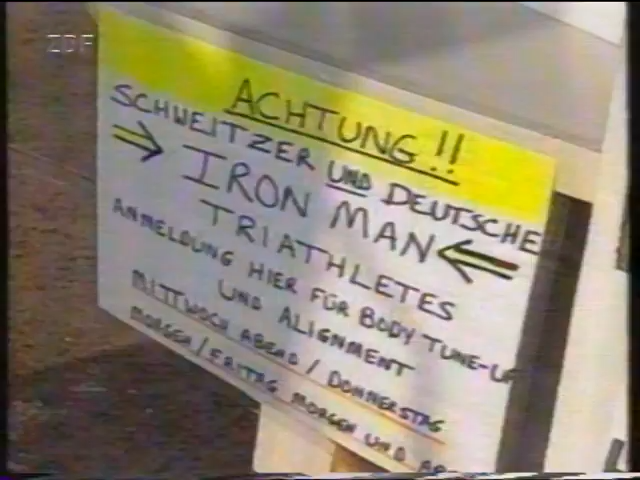 ZDF
ACHTUNG!!
SCHWEITZER UND DEUTSCHE
IRON MAN
TRIATHLETES
ANMELDUNG HIER FÜR BODY TUNE-UP
UND ALIGNMENT
MITTWOCH ABEND / DONNERSTAG
MORGEN / FRITAG MORGEN UND AB